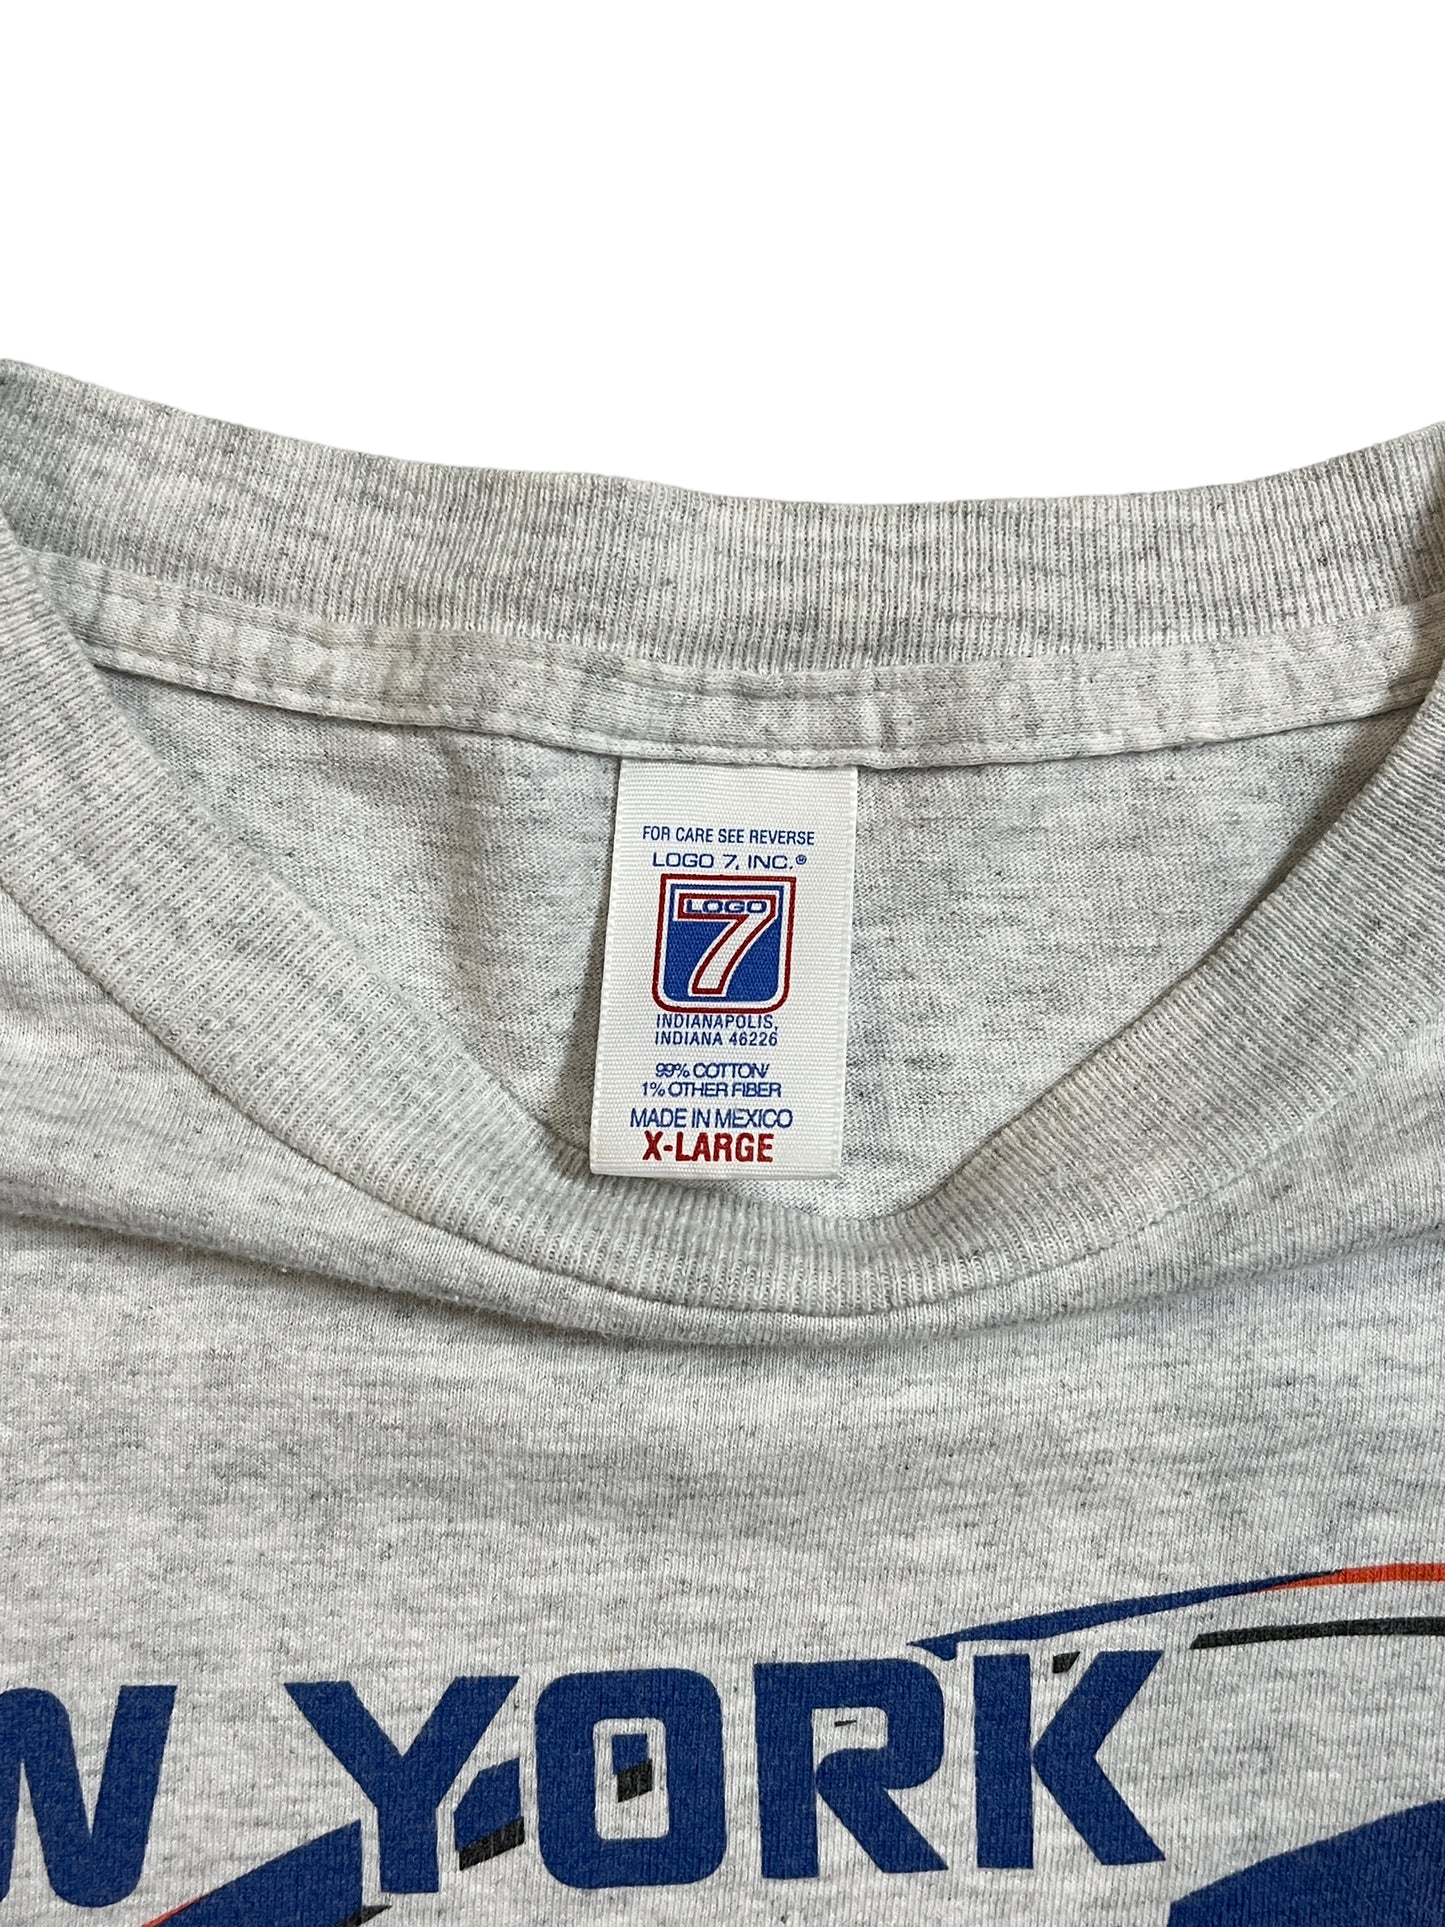 FOR CARE SEE REVERSE
LOGO 7, INC.®
LOGO
7
INDIANAPOLIS,
INDIANA 46226
99% COTTON/
1% OTHER FIBER
MADE IN MEXICO
X-LARGE
W YORK